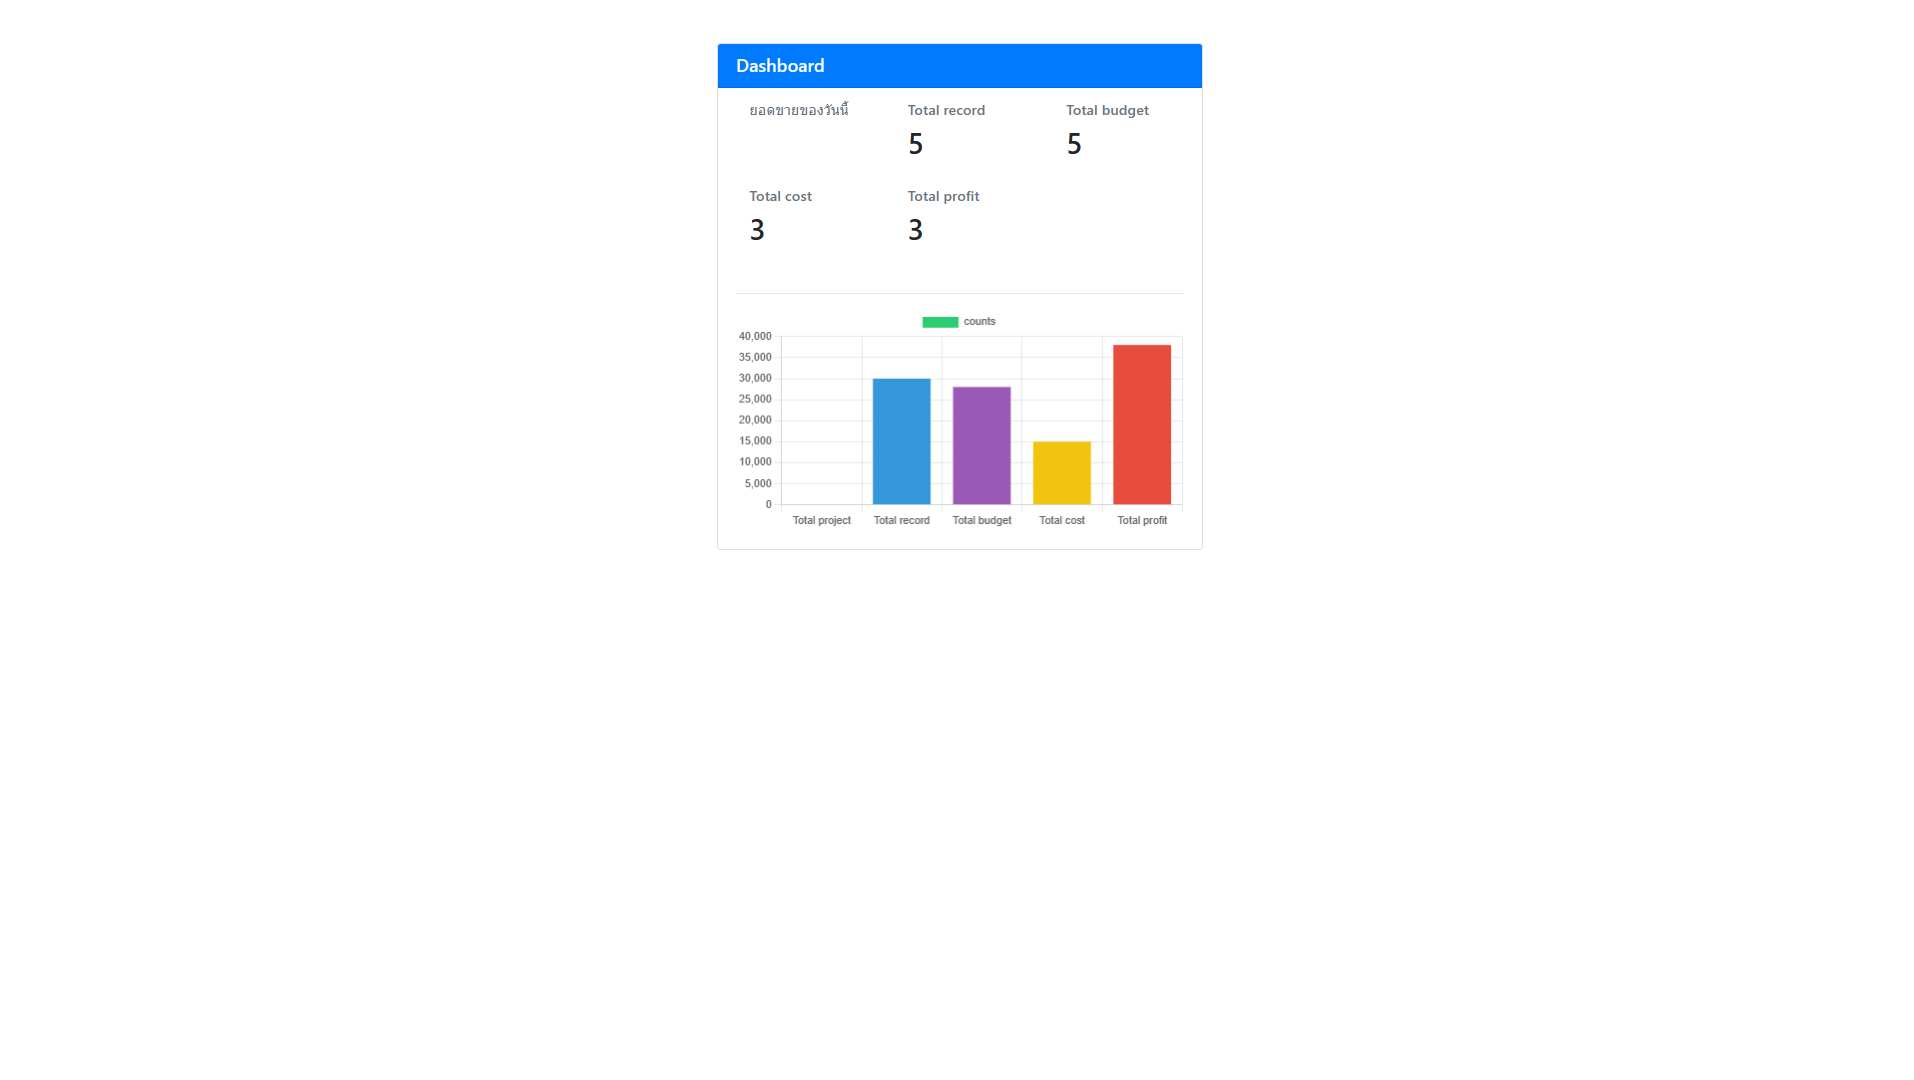 Dashboard
ยอดขายของวันนี้
Total record
Total budget
5
5
Total cost
Total profit
3
3
counts
40,000
35,000
30,000
25,000
20,000
15,000
10,000
5,000
0
Total project
Total record
Total budget
Total cost
Total profit